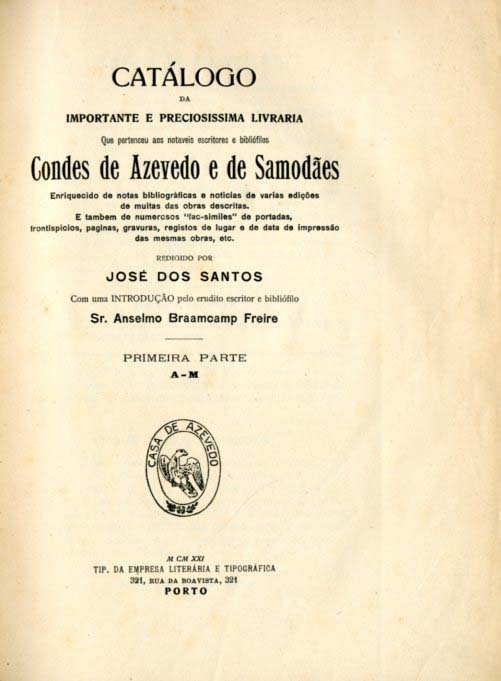 CATÁLOGO
DA
IMPORTANTE E PRECIOSISSIMA LIVRARIA
Que pertenceu aos notaveis escritores e bibliófilos
Condes de Azevedo e de Samodães
Enriquecido de notas bibliográficas e noticias de varias edições
de muitas das obras descritas.
E tambem de numerosos "fac-similes" de portadas,
frontispicios, paginas, gravuras, registos de lugar e de data de impressão
das mesmas obras, etc.
REDIGIDO POR
JOSÉ DOS SANTOS
Com uma INTRODUÇÃO pelo erudito escritor e bibliófilo
Sr. Anselmo Braamcamp Freire
PRIMEIRA PARTE
A-M
CASA DE AZEVEDO
M CM XXI
TIP. DA EMPRESA LITERÁRIA E TIPOGRÁFICA
321, RUA DA BOAVISTA, 321
PORTO